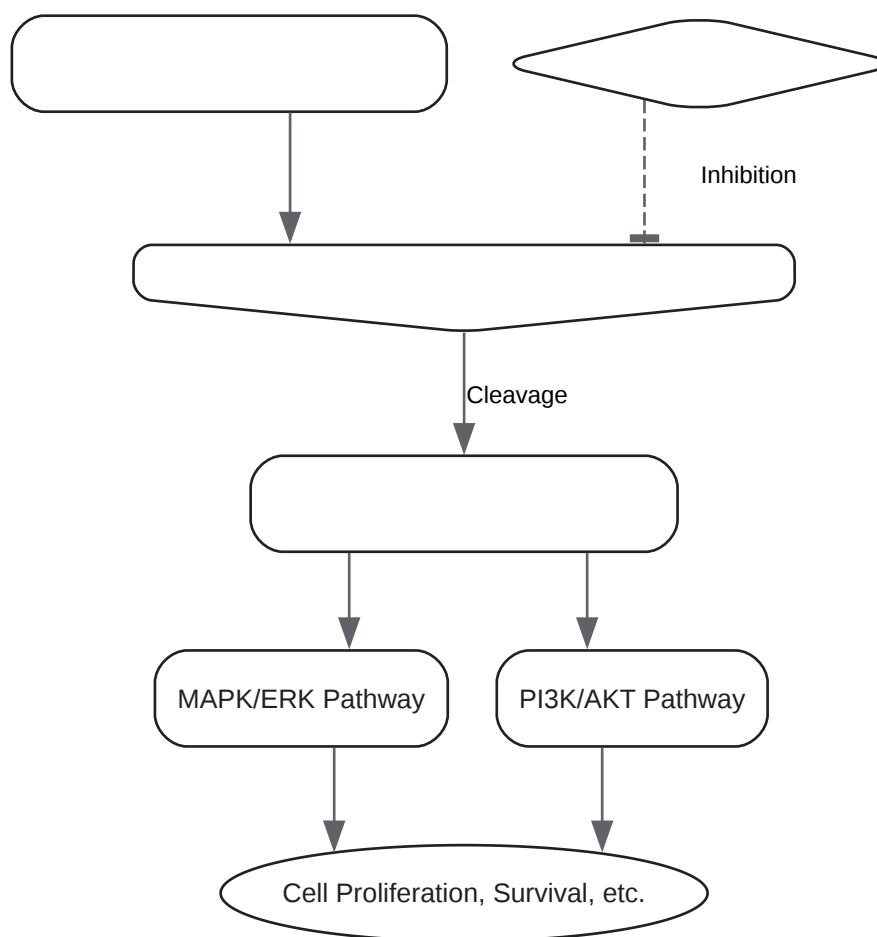 Inhibition
Cleavage
MAPK/ERK Pathway
PI3K/AKT Pathway
Cell Proliferation, Survival, etc.